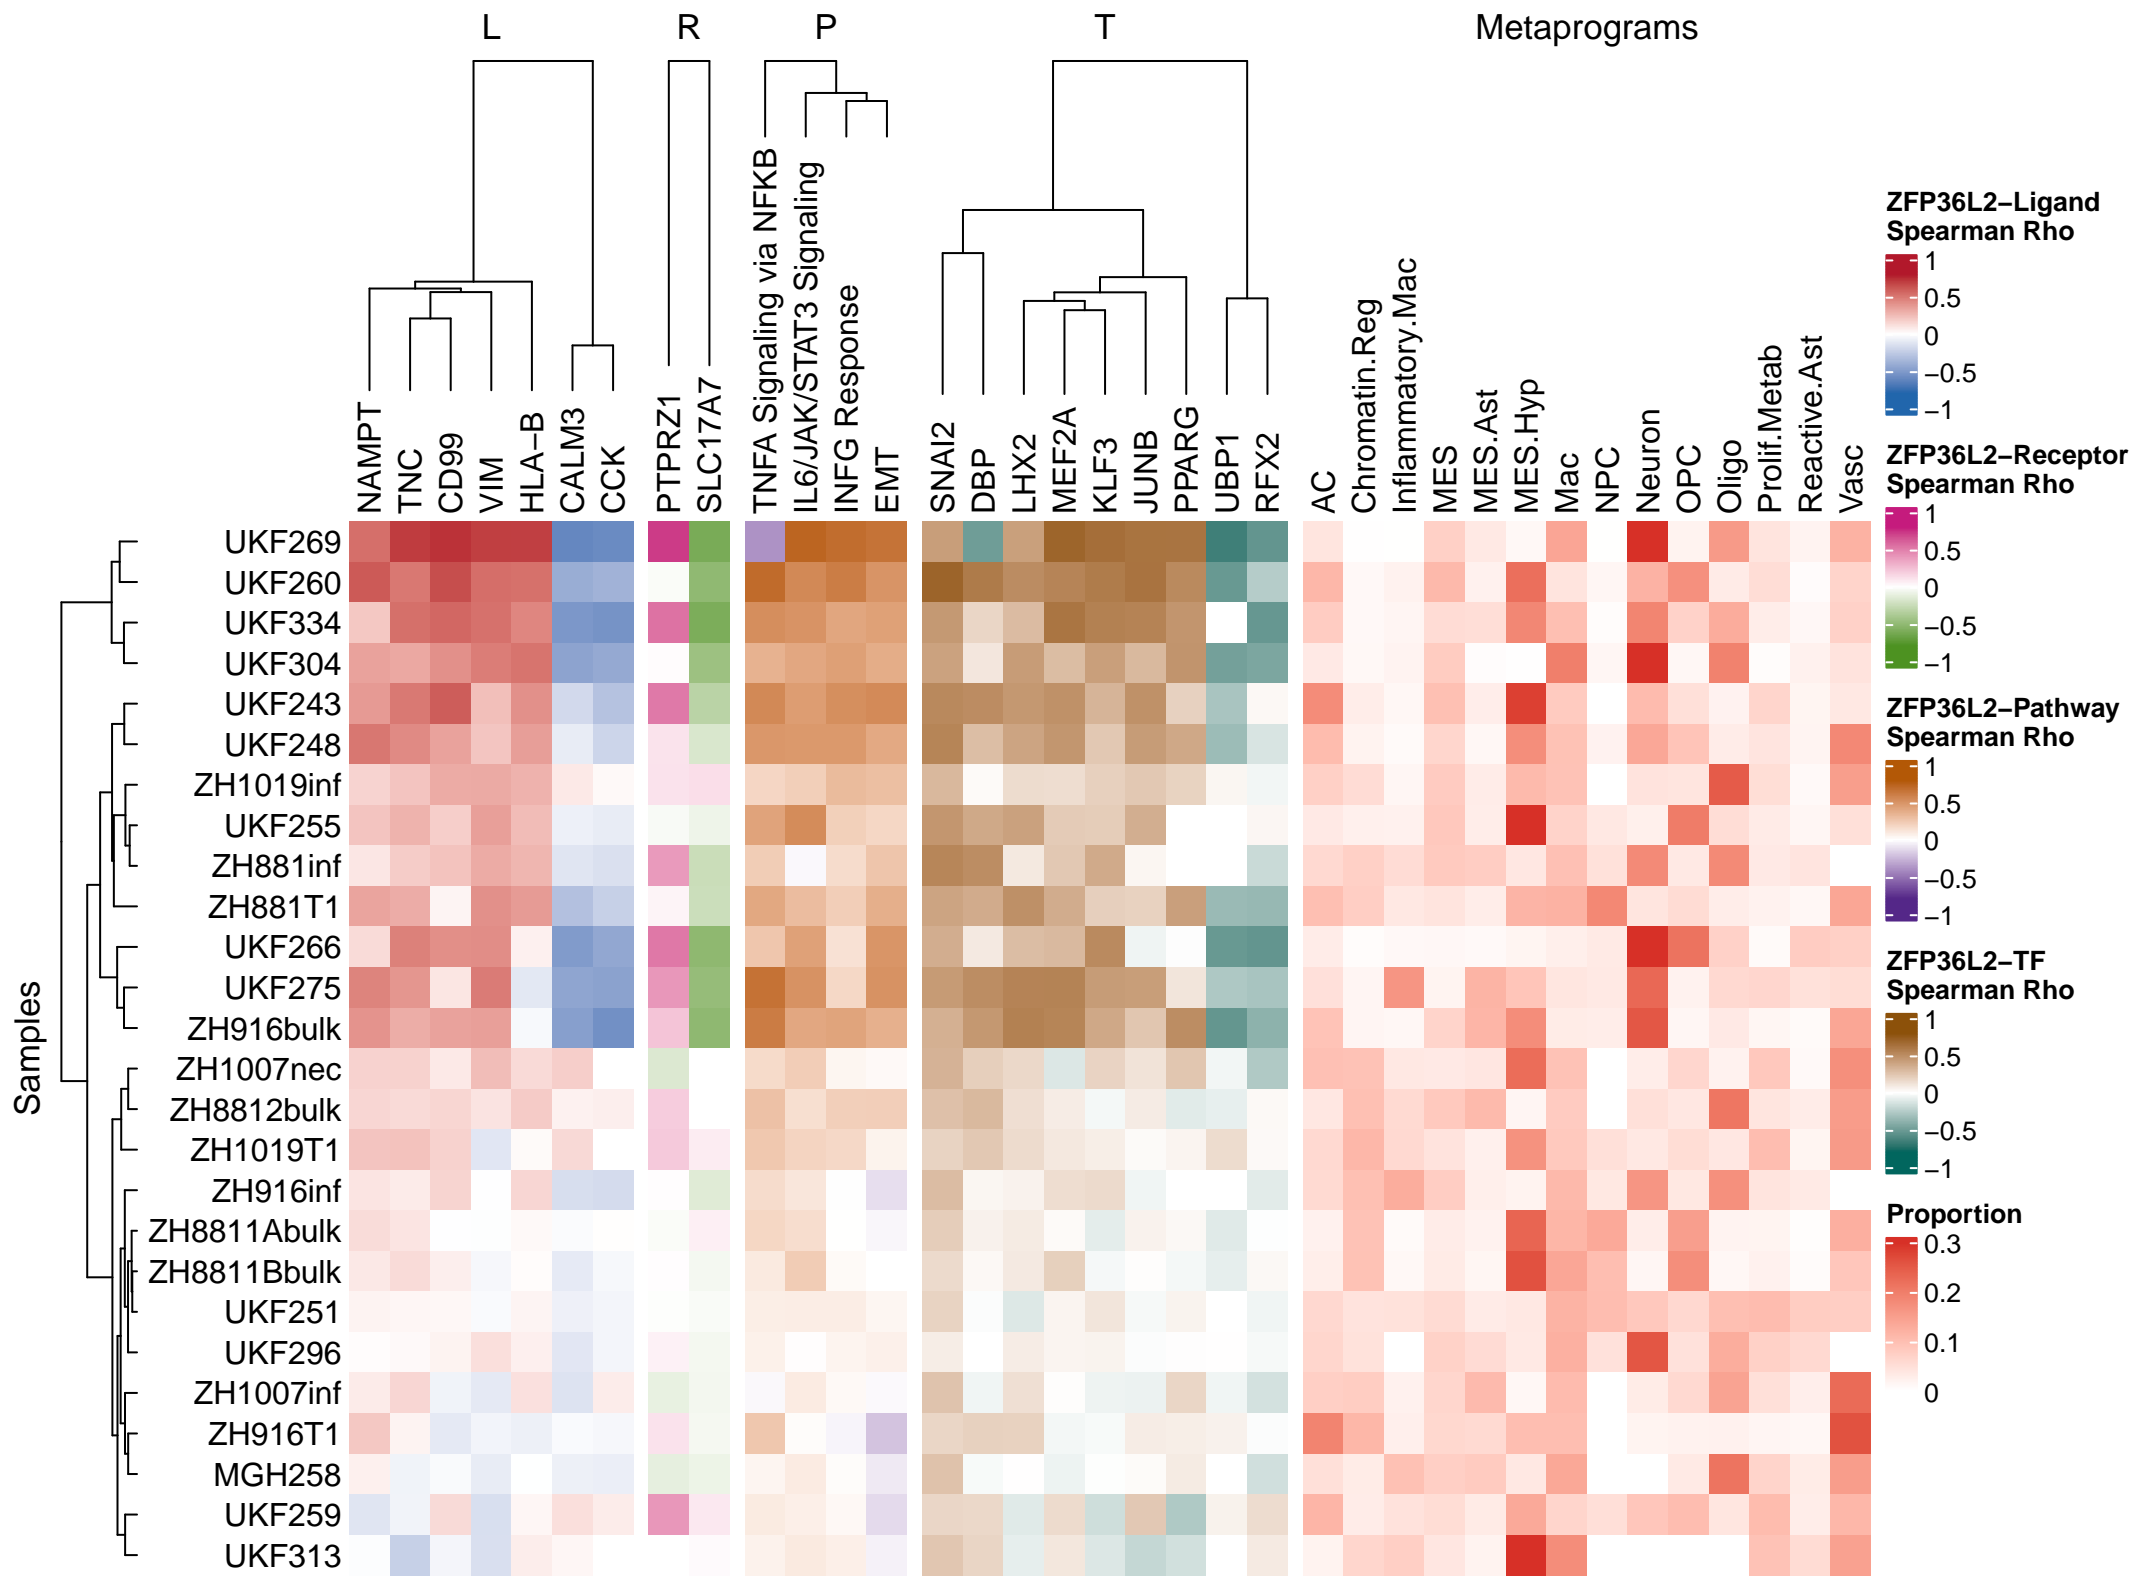 L
R
P
T
Metaprograms
NAMPT
TNC
CD99
VIM
HLA−B
CALM3
CCK
PTPRZ1
SLC17A7
TNFA Signaling via NFKB
IL6/JAK/STAT3 Signaling
INFG Response
EMT
SNAI2
DBP
LHX2
MEF2A
KLF3
JUNB
PPARG
UBP1
RFX2
AC
Chromatin.Reg
Inflammatory.Mac
MES
MES.Ast
MES.Hyp
Mac
NPC
Neuron
OPC
Oligo
Prolif.Metab
Reactive.Ast
Vasc
Samples
UKF269
UKF260
UKF334
UKF304
UKF243
UKF248
ZH1019inf
UKF255
ZH881inf
ZH881T1
UKF266
UKF275
ZH916bulk
ZH1007nec
ZH8812bulk
ZH1019T1
ZH916inf
ZH8811Abulk
ZH8811Bbulk
UKF251
UKF296
ZH1007inf
ZH916T1
MGH258
UKF259
UKF313
ZFP36L2−Ligand
Spearman Rho
1
0.5
0
−0.5
−1
ZFP36L2−Receptor
Spearman Rho
1
0.5
0
−0.5
−1
ZFP36L2−Pathway
Spearman Rho
1
0.5
0
−0.5
−1
ZFP36L2−TF
Spearman Rho
1
0.5
0
−0.5
−1
Proportion
0.3
0.2
0.1
0